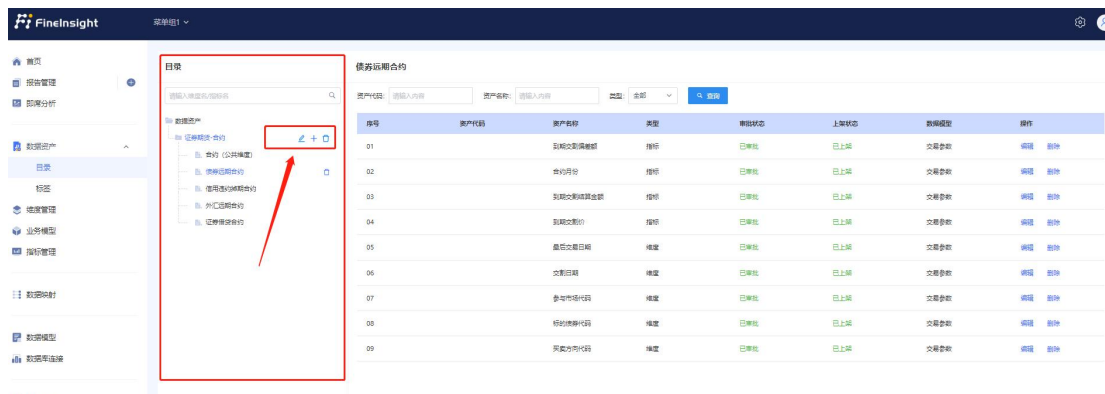 FineInsight
菜单组1
首页
报告管理
即席分析
数据资产
目录
标签
维度管理
业务模型
指标管理
数据映射
数据模型
数据库连接
目录
请输入维度名/指标名
数据资产
证券期货-合约
合约（公共维度）
债券远期合约
信用违约掉期合约
外汇远期合约
证券借贷合约
债券远期合约
资产代码: 请输入内容 资产名称: 请输入内容 类型: 全部 查询
序号 资产代码 资产名称 类型 审批状态 上架状态 数据模型 操作
01 到期交割偏差额 指标 已审批 已上架 交易参数 编辑 删除
02 合约月份 指标 已审批 已上架 交易参数 编辑 删除
03 到期交割结算金额 指标 已审批 已上架 交易参数 编辑 删除
04 到期交割价 指标 已审批 已上架 交易参数 编辑 删除
05 最后交易日期 维度 已审批 已上架 交易参数 编辑 删除
06 交割日期 维度 已审批 已上架 交易参数 编辑 删除
07 参与市场代码 维度 已审批 已上架 交易参数 编辑 删除
08 标的债券代码 维度 已审批 已上架 交易参数 编辑 删除
09 买卖方向代码 维度 已审批 已上架 交易参数 编辑 删除